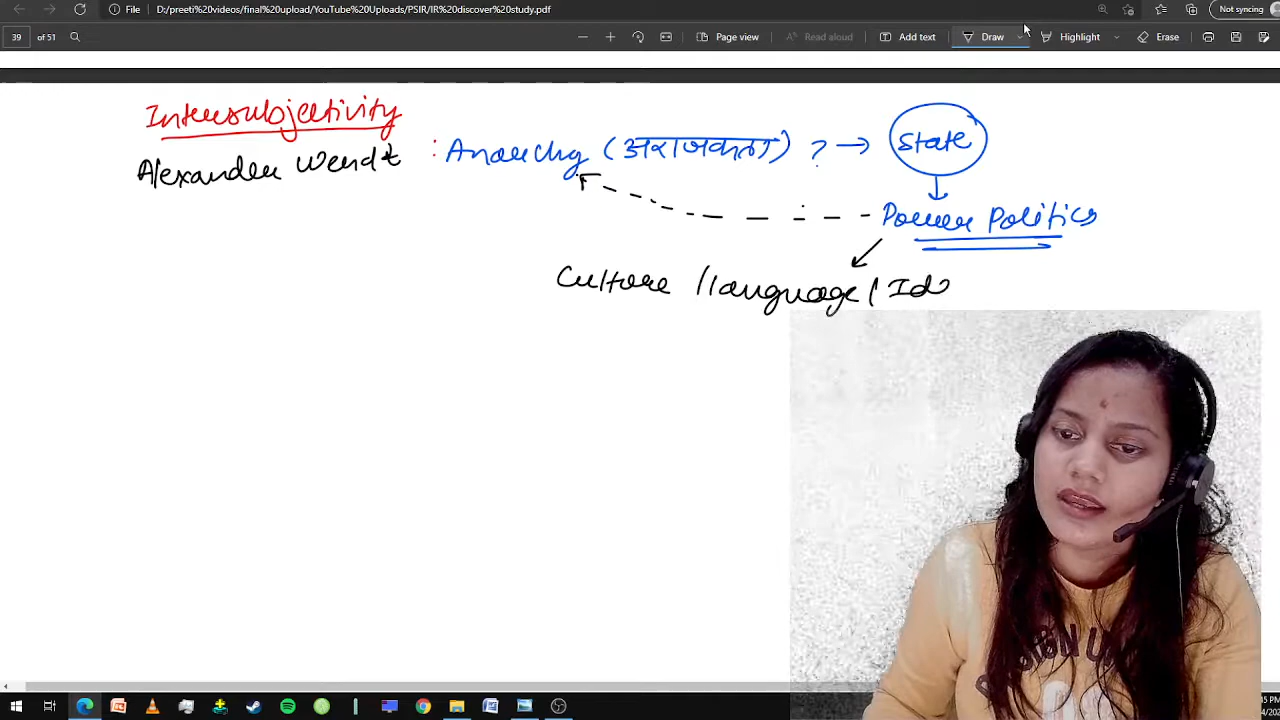 File D:/preeti%20videos/final%20upload/YouTube%20Uploads/PSIR/IR%20discover%20study.pdf
Not syncing
39 of 51
Page view
Read aloud
Add text
Draw
Highlight
Erase
Intersubjectivity
Alexander Wendt : Anarchy (अराजकता) ? → State
Power Politics
Culture / language / Ide